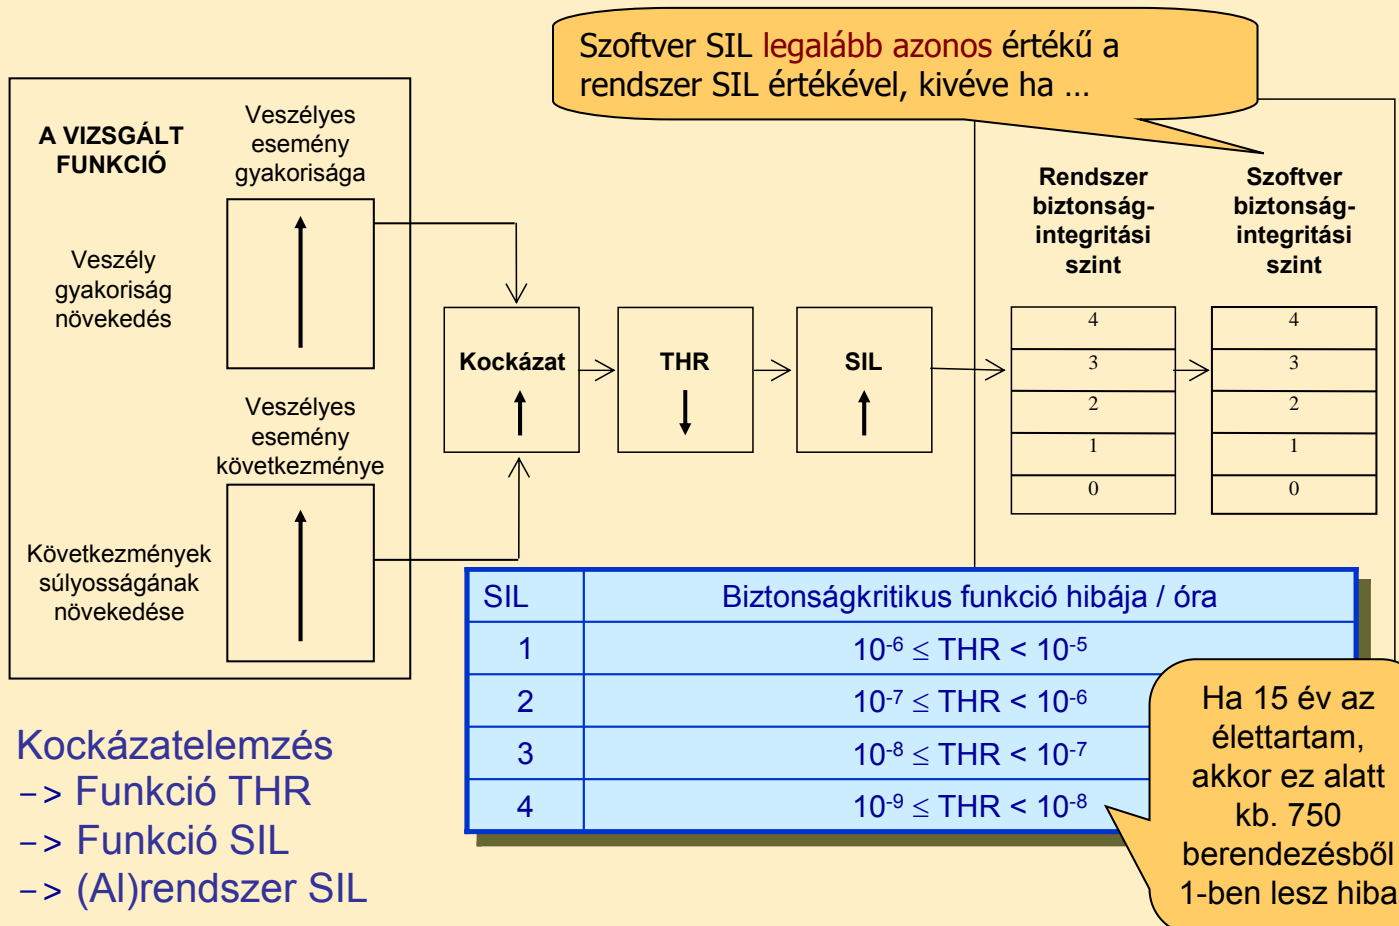 Szoftver SIL legalább azonos értékű a
rendszer SIL értékével, kivéve ha ...
A VIZSGÁLT
FUNKCIÓ
Veszélyes
esemény
gyakorisága
Veszély
gyakoriság
növekedés
Veszélyes
esemény
következménye
Következmények
súlyosságának
növekedése
Kockázat
THR
SIL
Rendszer
biztonság-
integritási
szint
4
3
2
1
0
Szoftver
biztonság-
integritási
szint
4
3
2
1
0
SIL Biztonságkritikus funkció hibája / óra
1 10⁻⁶ ≤ THR < 10⁻⁵
2 10⁻⁷ ≤ THR < 10⁻⁶
3 10⁻⁸ ≤ THR < 10⁻⁷
4 10⁻⁹ ≤ THR < 10⁻⁸
Ha 15 év az
élettartam,
akkor ez alatt
kb. 750
berendezésből
1-ben lesz hiba
Kockázatelemzés
-> Funkció THR
-> Funkció SIL
-> (Al)rendszer SIL